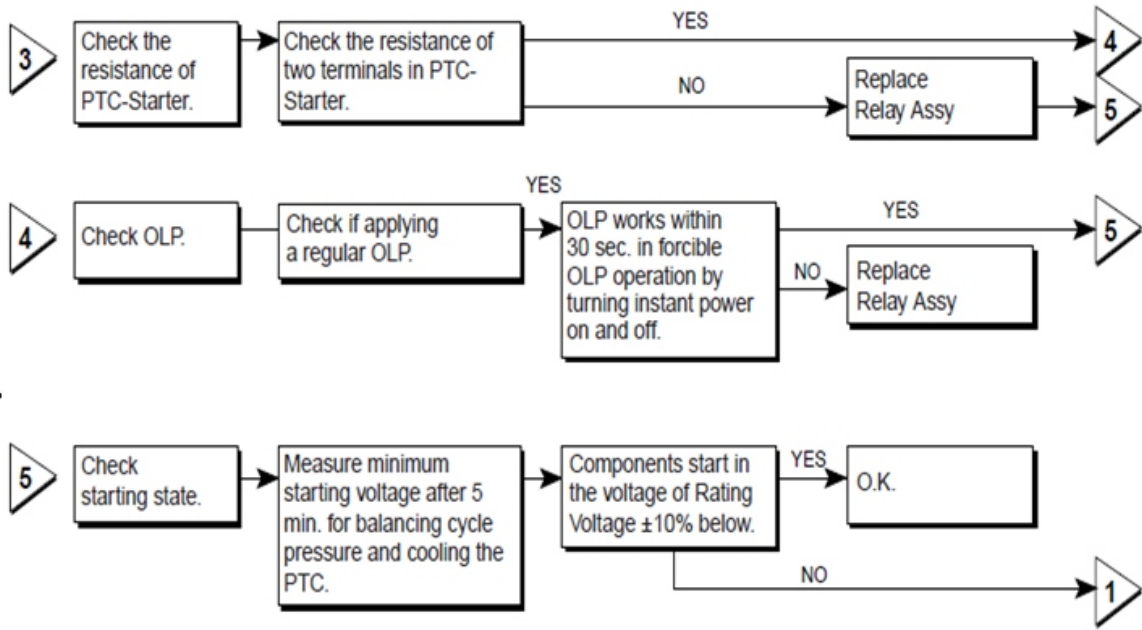 3
Check the
resistance of
PTC-Starter.
Check the resistance of
two terminals in PTC-
Starter.
YES
4
NO
Replace
Relay Assy
5
4
Check OLP.
Check if applying
a regular OLP.
YES
OLP works within
30 sec. in forcible
OLP operation by
turning instant power
on and off.
YES
5
NO
Replace
Relay Assy
5
Check
starting state.
Measure minimum
starting voltage after 5
min. for balancing cycle
pressure and cooling the
PTC.
Components start in
the voltage of Rating
Voltage ±10% below.
YES
O.K.
NO
1